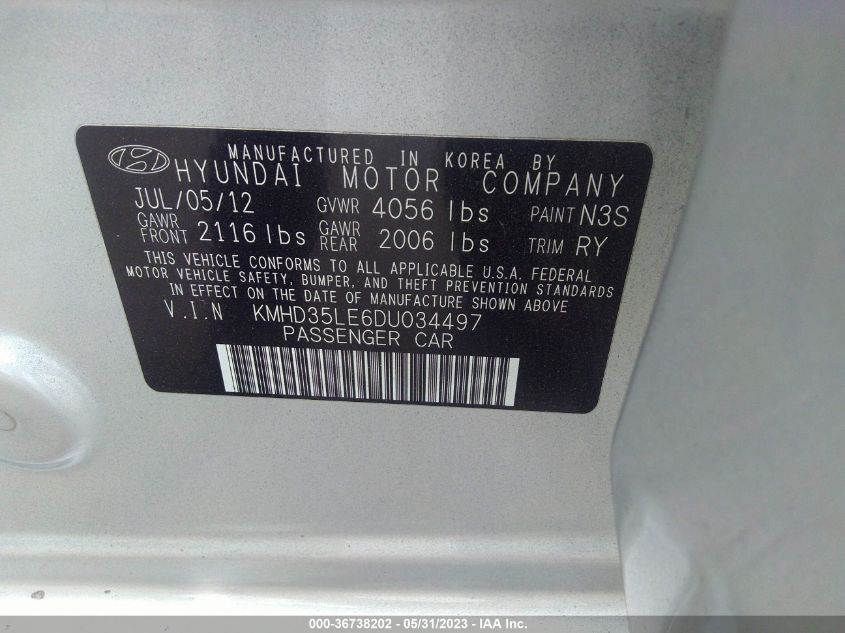 MANUFACTURED IN KOREA BY
HYUNDAI MOTOR COMPANY
JUL/05/12 GVWR 4056 lbs PAINT N3S
GAWR FRONT 2116 lbs GAWR REAR 2006 lbs TRIM RY
THIS VEHICLE CONFORMS TO ALL APPLICABLE U.S.A. FEDERAL
MOTOR VEHICLE SAFETY, BUMPER, AND THEFT PREVENTION STANDARDS
IN EFFECT ON THE DATE OF MANUFACTURE SHOWN ABOVE
V.I.N KMHD35LE6DU034497
PASSENGER CAR
000-36738202 - 05/31/2023 - IAA Inc.